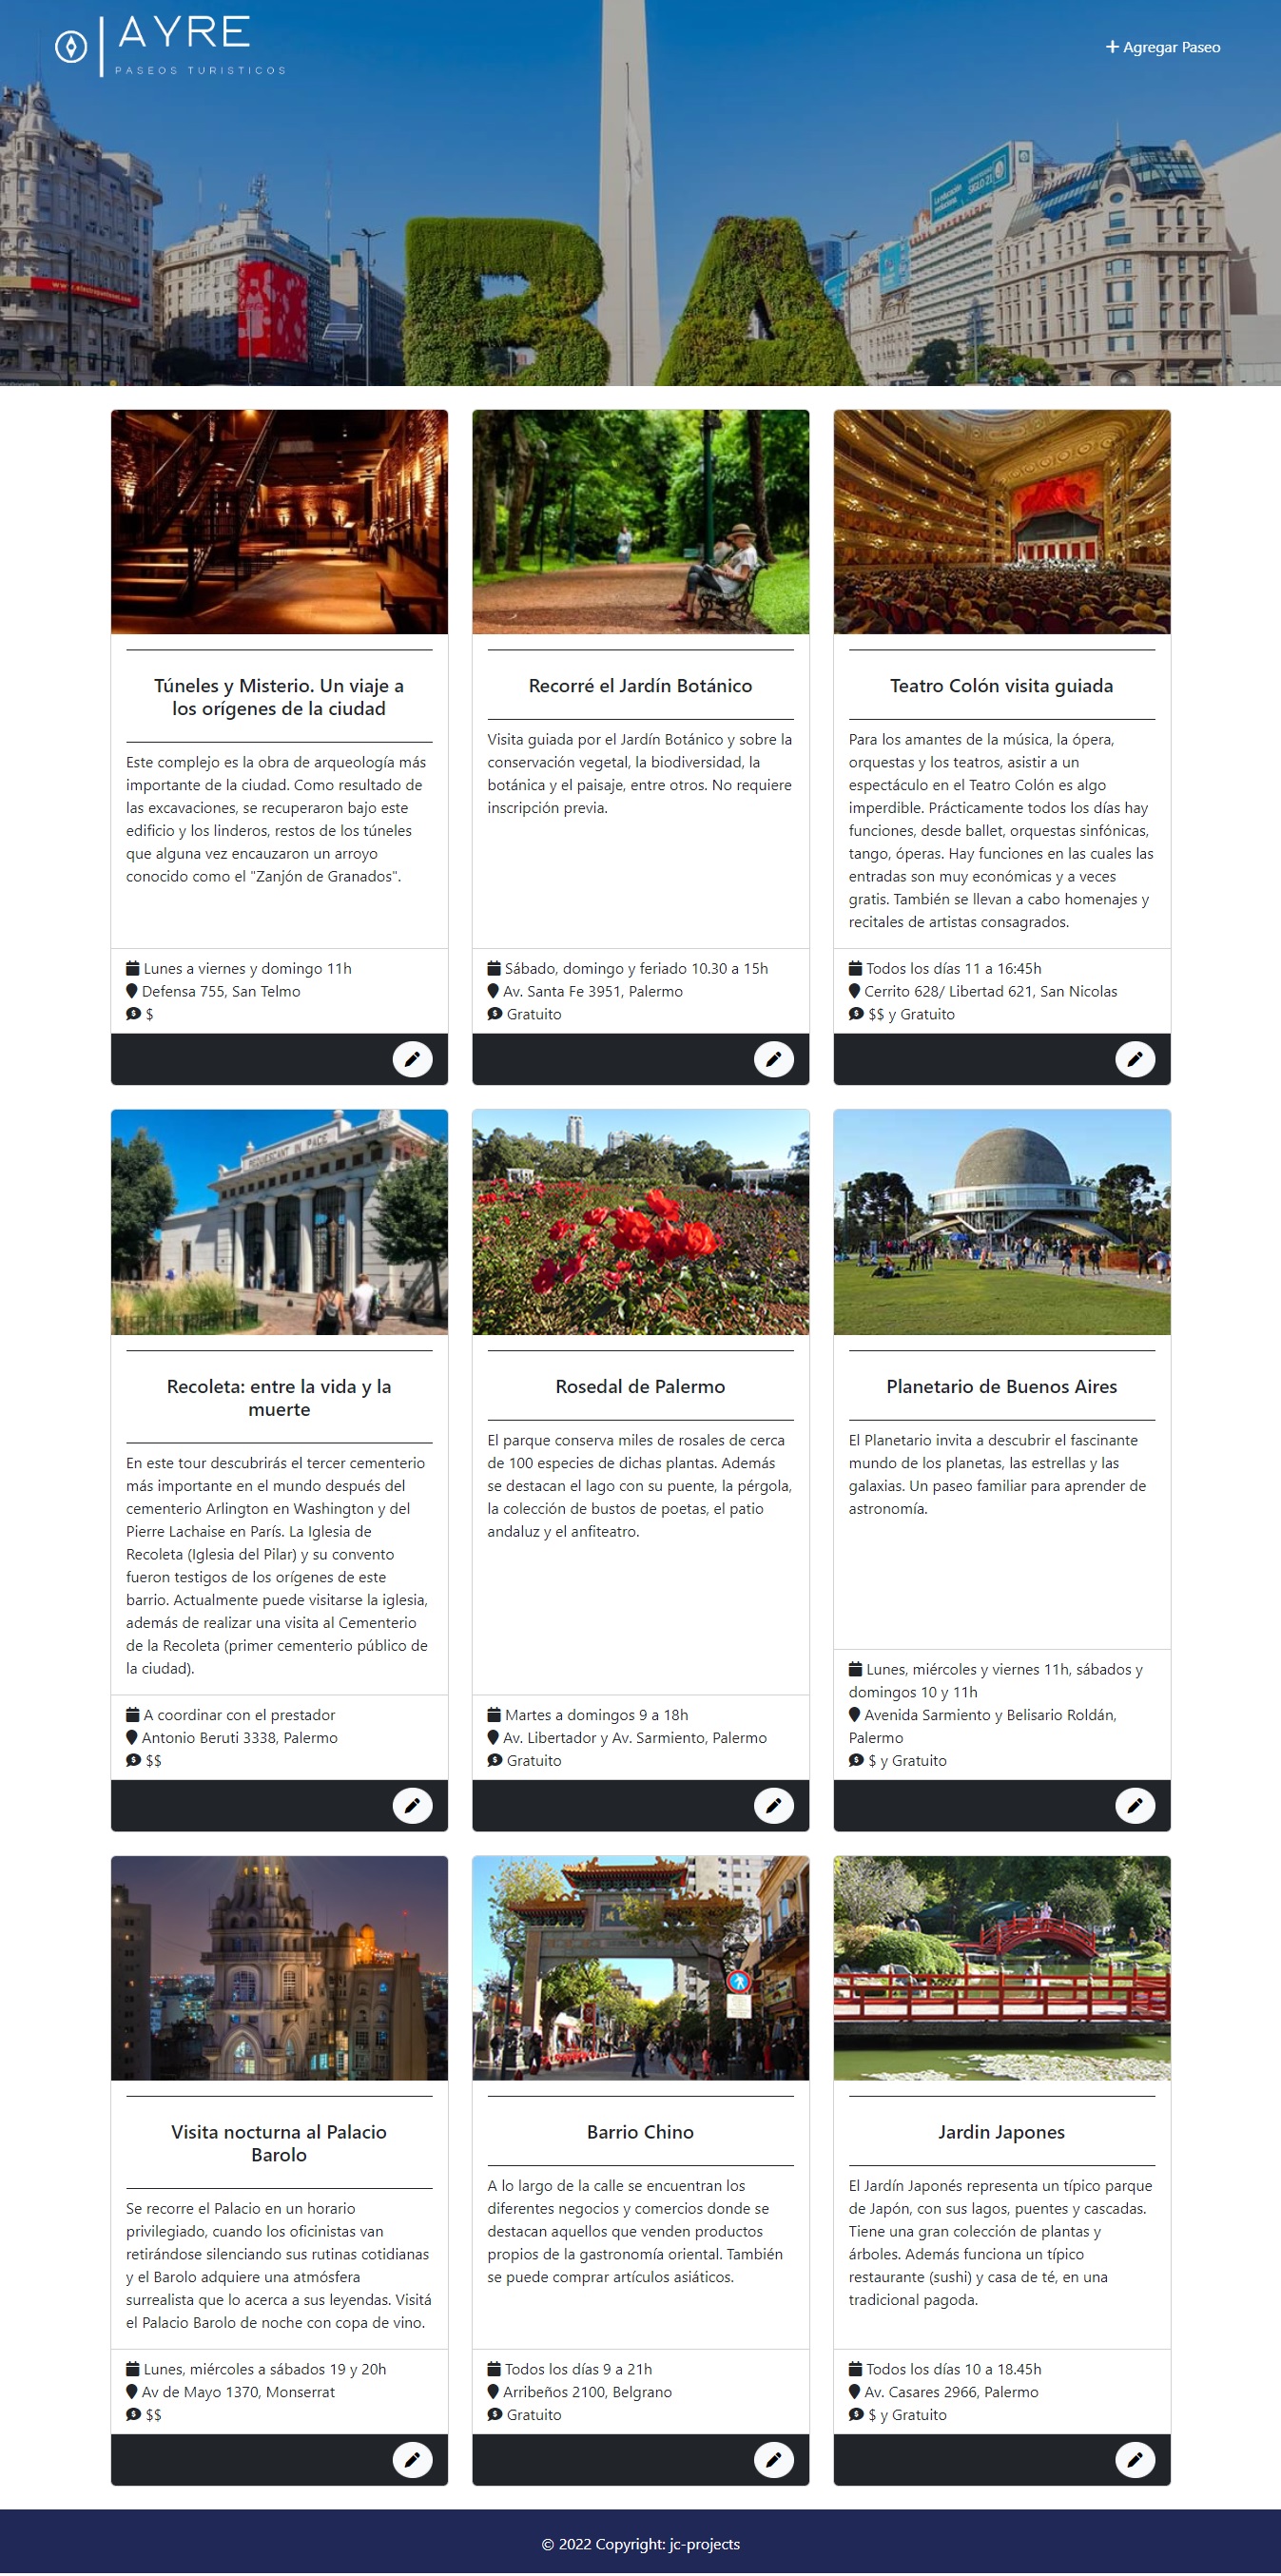 AYRE
PASEOS TURISTICOS
Agregar Paseo
www.electropuntonet.com
La educación
evoluciona
UNIVERSIDAD
SIGLO 21
BA
Túneles y Misterio. Un viaje a
los orígenes de la ciudad
Este complejo es la obra de arqueología más
importante de la ciudad. Como resultado de
las excavaciones, se recuperaron bajo este
edificio y los linderos, restos de los túneles
que alguna vez encauzaron un arroyo
conocido como el "Zanjón de Granados".
Lunes a viernes y domingo 11h
Defensa 755, San Telmo
$
Recorré el Jardín Botánico
Visita guiada por el Jardín Botánico y sobre la
conservación vegetal, la biodiversidad, la
botánica y el paisaje, entre otros. No requiere
inscripción previa.
Sábado, domingo y feriado 10.30 a 15h
Av. Santa Fe 3951, Palermo
Gratuito
Teatro Colón visita guiada
Para los amantes de la música, la ópera,
orquestas y los teatros, asistir a un
espectáculo en el Teatro Colón es algo
imperdible. Prácticamente todos los días hay
funciones, desde ballet, orquestas sinfónicas,
tango, óperas. Hay funciones en las cuales las
entradas son muy económicas y a veces
gratis. También se llevan a cabo homenajes y
recitales de artistas consagrados.
Todos los días 11 a 16:45h
Cerrito 628/ Libertad 621, San Nicolas
$$ y Gratuito
REQUIESCANT IN PACE
Recoleta: entre la vida y la
muerte
En este tour descubrirás el tercer cementerio
más importante en el mundo después del
cementerio Arlington en Washington y del
Pierre Lachaise en París. La Iglesia de
Recoleta (Iglesia del Pilar) y su convento
fueron testigos de los orígenes de este
barrio. Actualmente puede visitarse la iglesia,
además de realizar una visita al Cementerio
de la Recoleta (primer cementerio público de
la ciudad).
A coordinar con el prestador
Antonio Beruti 3338, Palermo
$$
Rosedal de Palermo
El parque conserva miles de rosales de cerca
de 100 especies de dichas plantas. Además
se destacan el lago con su puente, la pérgola,
la colección de bustos de poetas, el patio
andaluz y el anfiteatro.
Martes a domingos 9 a 18h
Av. Libertador y Av. Sarmiento, Palermo
Gratuito
Planetario de Buenos Aires
El Planetario invita a descubrir el fascinante
mundo de los planetas, las estrellas y las
galaxias. Un paseo familiar para aprender de
astronomía.
Lunes, miércoles y viernes 11h, sábados y
domingos 10 y 11h
Avenida Sarmiento y Belisario Roldán,
Palermo
$ y Gratuito
Visita nocturna al Palacio
Barolo
Se recorre el Palacio en un horario
privilegiado, cuando los oficinistas van
retirándose silenciando sus rutinas cotidianas
y el Barolo adquiere una atmósfera
surrealista que lo acerca a sus leyendas. Visitá
el Palacio Barolo de noche con copa de vino.
Lunes, miércoles a sábados 19 y 20h
Av de Mayo 1370, Monserrat
$$
Barrio Chino
A lo largo de la calle se encuentran los
diferentes negocios y comercios donde se
destacan aquellos que venden productos
propios de la gastronomía oriental. También
se puede comprar artículos asiáticos.
Todos los días 9 a 21h
Arribeños 2100, Belgrano
Gratuito
Jardin Japones
El Jardín Japonés representa un típico parque
de Japón, con sus lagos, puentes y cascadas.
Tiene una gran colección de plantas y
árboles. Además funciona un típico
restaurante (sushi) y casa de té, en una
tradicional pagoda.
Todos los días 10 a 18.45h
Av. Casares 2966, Palermo
$ y Gratuito
© 2022 Copyright: jc-projects